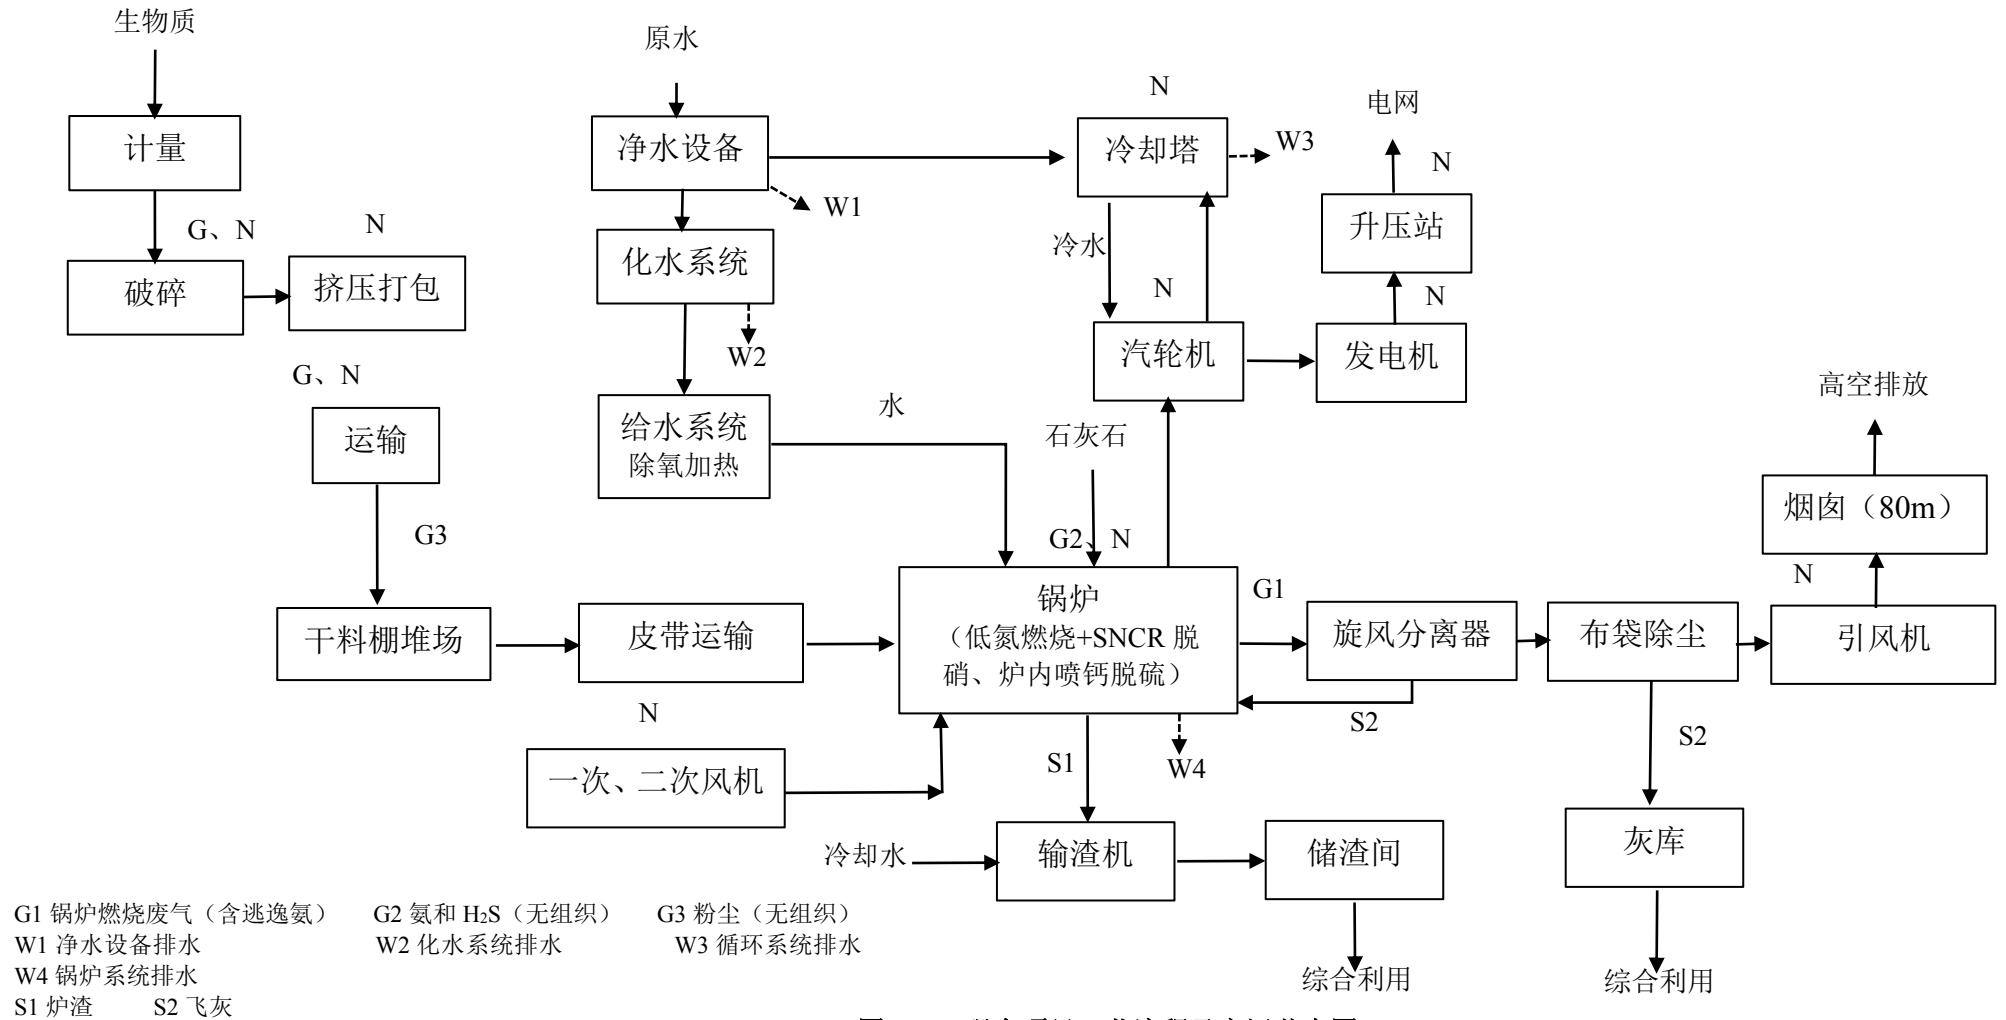 生物质
原水
N
电网
计量
净水设备
冷却塔
W3
N
W1
G、N
N
升压站
冷水
化水系统
破碎
挤压打包
N
N
W2
汽轮机
发电机
G、N
高空排放
水
运输
给水系统
除氧加热
石灰石
烟囱（80m）
G3
G2、N
N
锅炉
（低氮燃烧+SNCR 脱
硝、炉内喷钙脱硫）
G1
干料棚堆场
皮带运输
旋风分离器
布袋除尘
引风机
N
S2
S2
一次、二次风机
S1
W4
冷却水
输渣机
储渣间
灰库
G1 锅炉燃烧废气（含逃逸氨） G2 氨和 H₂S（无组织） G3 粉尘（无组织）
W1 净水设备排水 W2 化水系统排水 W3 循环系统排水
W4 锅炉系统排水
综合利用
综合利用
S1 炉渣 S2 飞灰